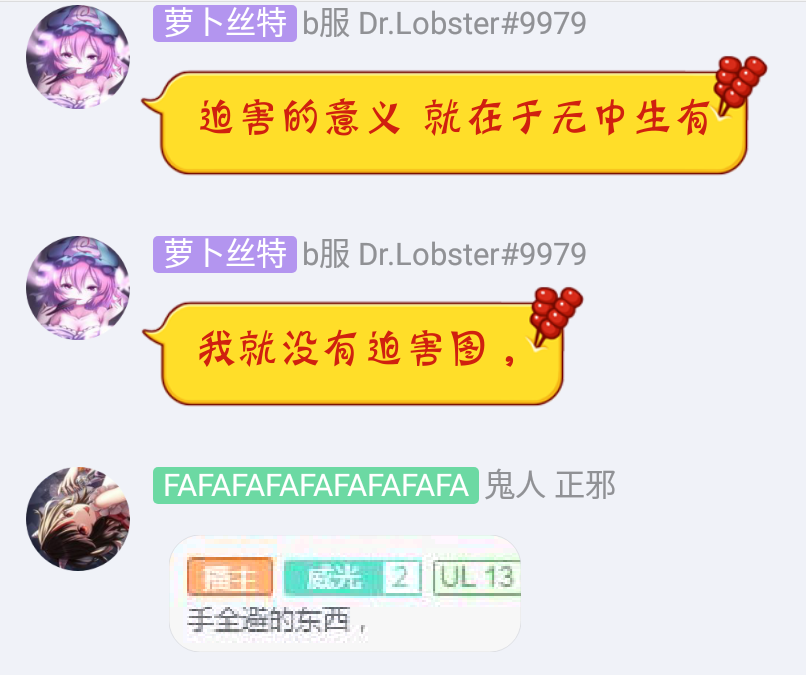 萝卜丝特 b服 Dr.Lobster#9979
迫害的意义 就在于无中生有
萝卜丝特 b服 Dr.Lobster#9979
我就没有迫害图，
FAFAFAFAFAFAFAFAFA 鬼人 正邪
播主 威光 2 UL 13
手全避的东西，